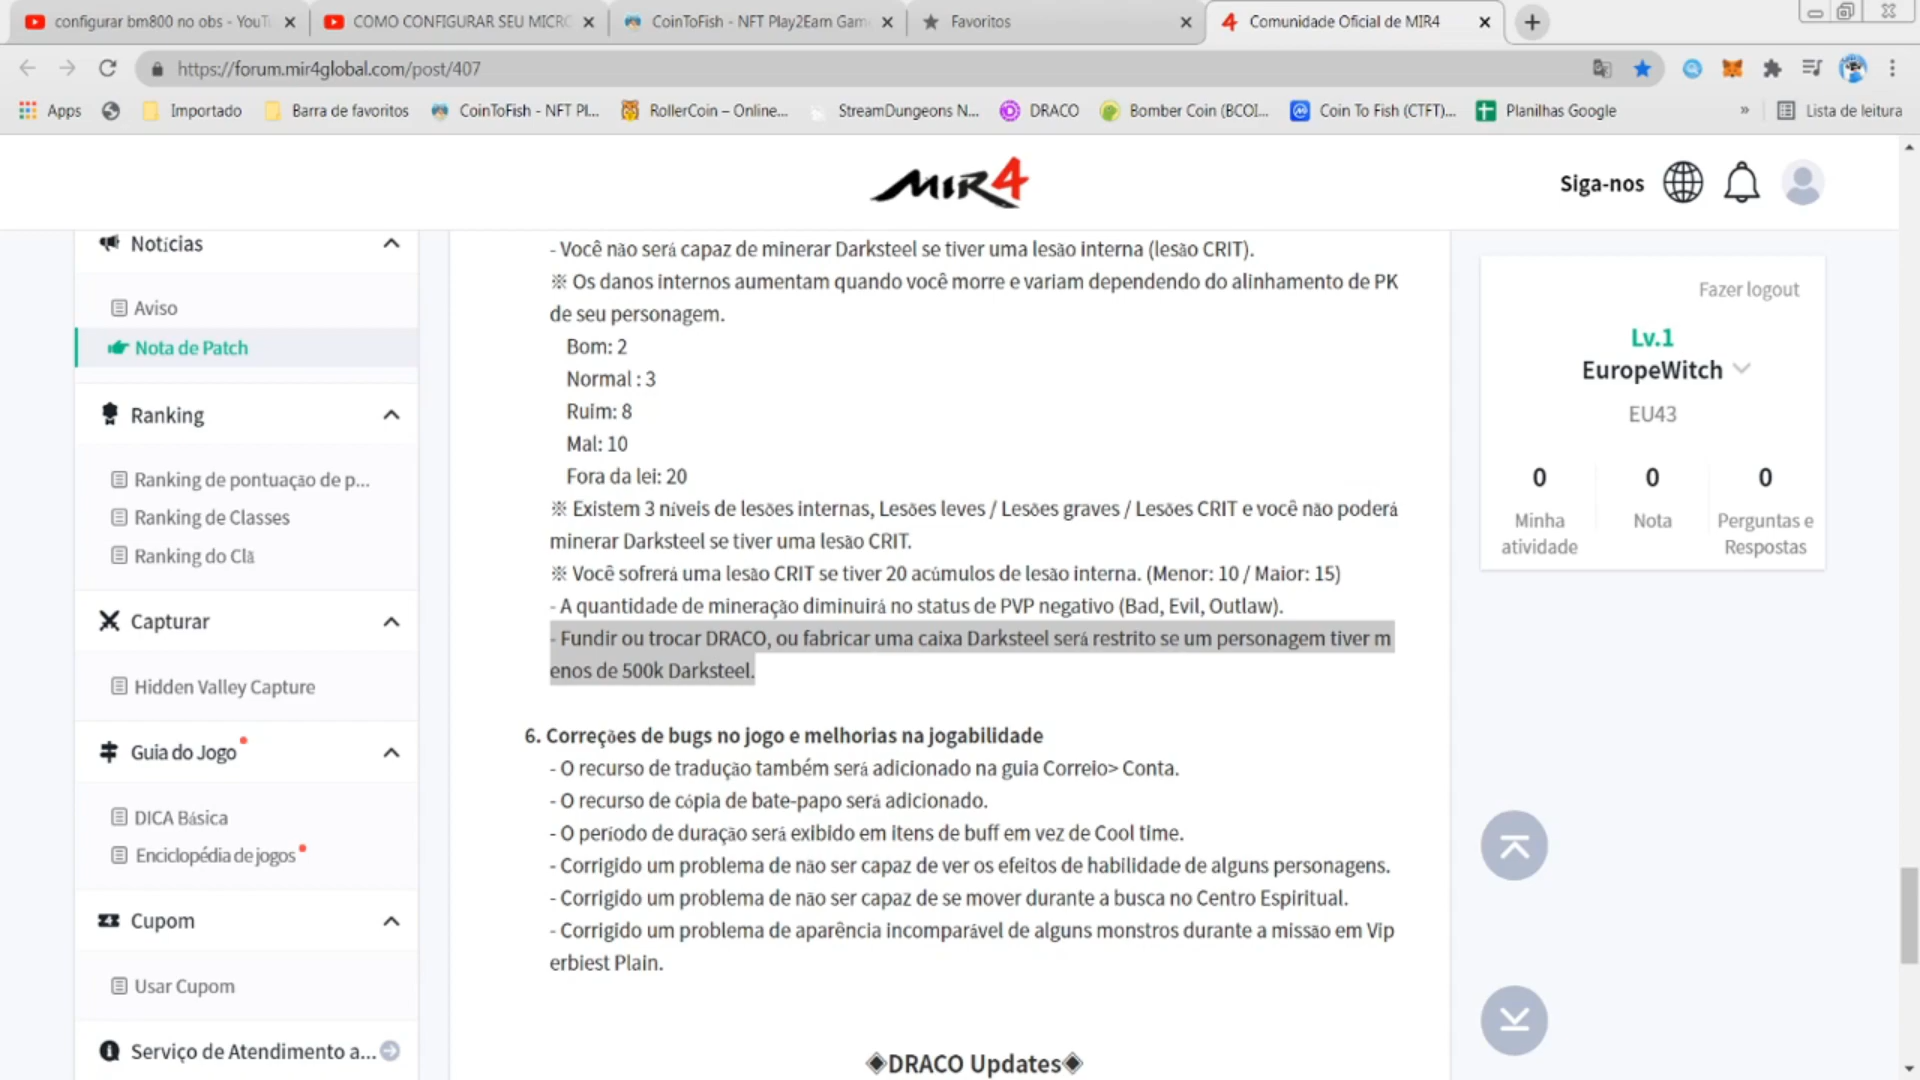 configurar bm800 no obs - YouT
COMO CONFIGURAR SEU MICRO
CoinToFish - NFT Play2Earn Gam
Favoritos
Comunidade Oficial de MIR4
https://forum.mir4global.com/post/407
Apps
Importado
Barra de favoritos
CoinToFish - NFT Pl...
RollerCoin – Online...
StreamDungeons N...
DRACO
Bomber Coin (BCOI...
Coin To Fish (CTFT)...
Planilhas Google
»
Lista de leitura
MIR4
Siga-nos
Notícias
Aviso
Nota de Patch
Ranking
Ranking de pontuação de p...
Ranking de Classes
Ranking do Clã
Capturar
Hidden Valley Capture
Guia do Jogo
DICA Básica
Enciclopédia de jogos
Cupom
Usar Cupom
Serviço de Atendimento a...
- Você não será capaz de minerar Darksteel se tiver uma lesão interna (lesão CRIT).
※ Os danos internos aumentam quando você morre e variam dependendo do alinhamento de PK
de seu personagem.
Bom: 2
Normal : 3
Ruim: 8
Mal: 10
Fora da lei: 20
※ Existem 3 níveis de lesões internas, Lesões leves / Lesões graves / Lesões CRIT e você não poderá
minerar Darksteel se tiver uma lesão CRIT.
※ Você sofrerá uma lesão CRIT se tiver 20 acúmulos de lesão interna. (Menor: 10 / Maior: 15)
- A quantidade de mineração diminuirá no status de PVP negativo (Bad, Evil, Outlaw).
- Fundir ou trocar DRACO, ou fabricar uma caixa Darksteel será restrito se um personagem tiver m
enos de 500k Darksteel.
6. Correções de bugs no jogo e melhorias na jogabilidade
- O recurso de tradução também será adicionado na guia Correio> Conta.
- O recurso de cópia de bate-papo será adicionado.
- O período de duração será exibido em itens de buff em vez de Cool time.
- Corrigido um problema de não ser capaz de ver os efeitos de habilidade de alguns personagens.
- Corrigido um problema de não ser capaz de se mover durante a busca no Centro Espiritual.
- Corrigido um problema de aparência incomparável de alguns monstros durante a missão em Vip
erbiest Plain.
◈DRACO Updates◈
Fazer logout
Lv.1
EuropeWitch
EU43
0
Minha
atividade
0
Nota
0
Perguntas e
Respostas